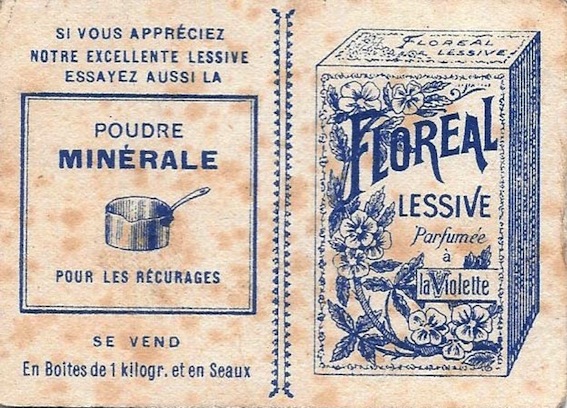 SI VOUS APPRÉCIEZ
NOTRE EXCELLENTE LESSIVE
ESSAYEZ AUSSI LA
POUDRE
MINÉRALE
POUR LES RÉCURAGES
SE VEND
En Boîtes de 1 kilogr. et en Seaux
FLOREAL
LESSIVE
FLOREAL
LESSIVE
Parfumée
à
la Violette